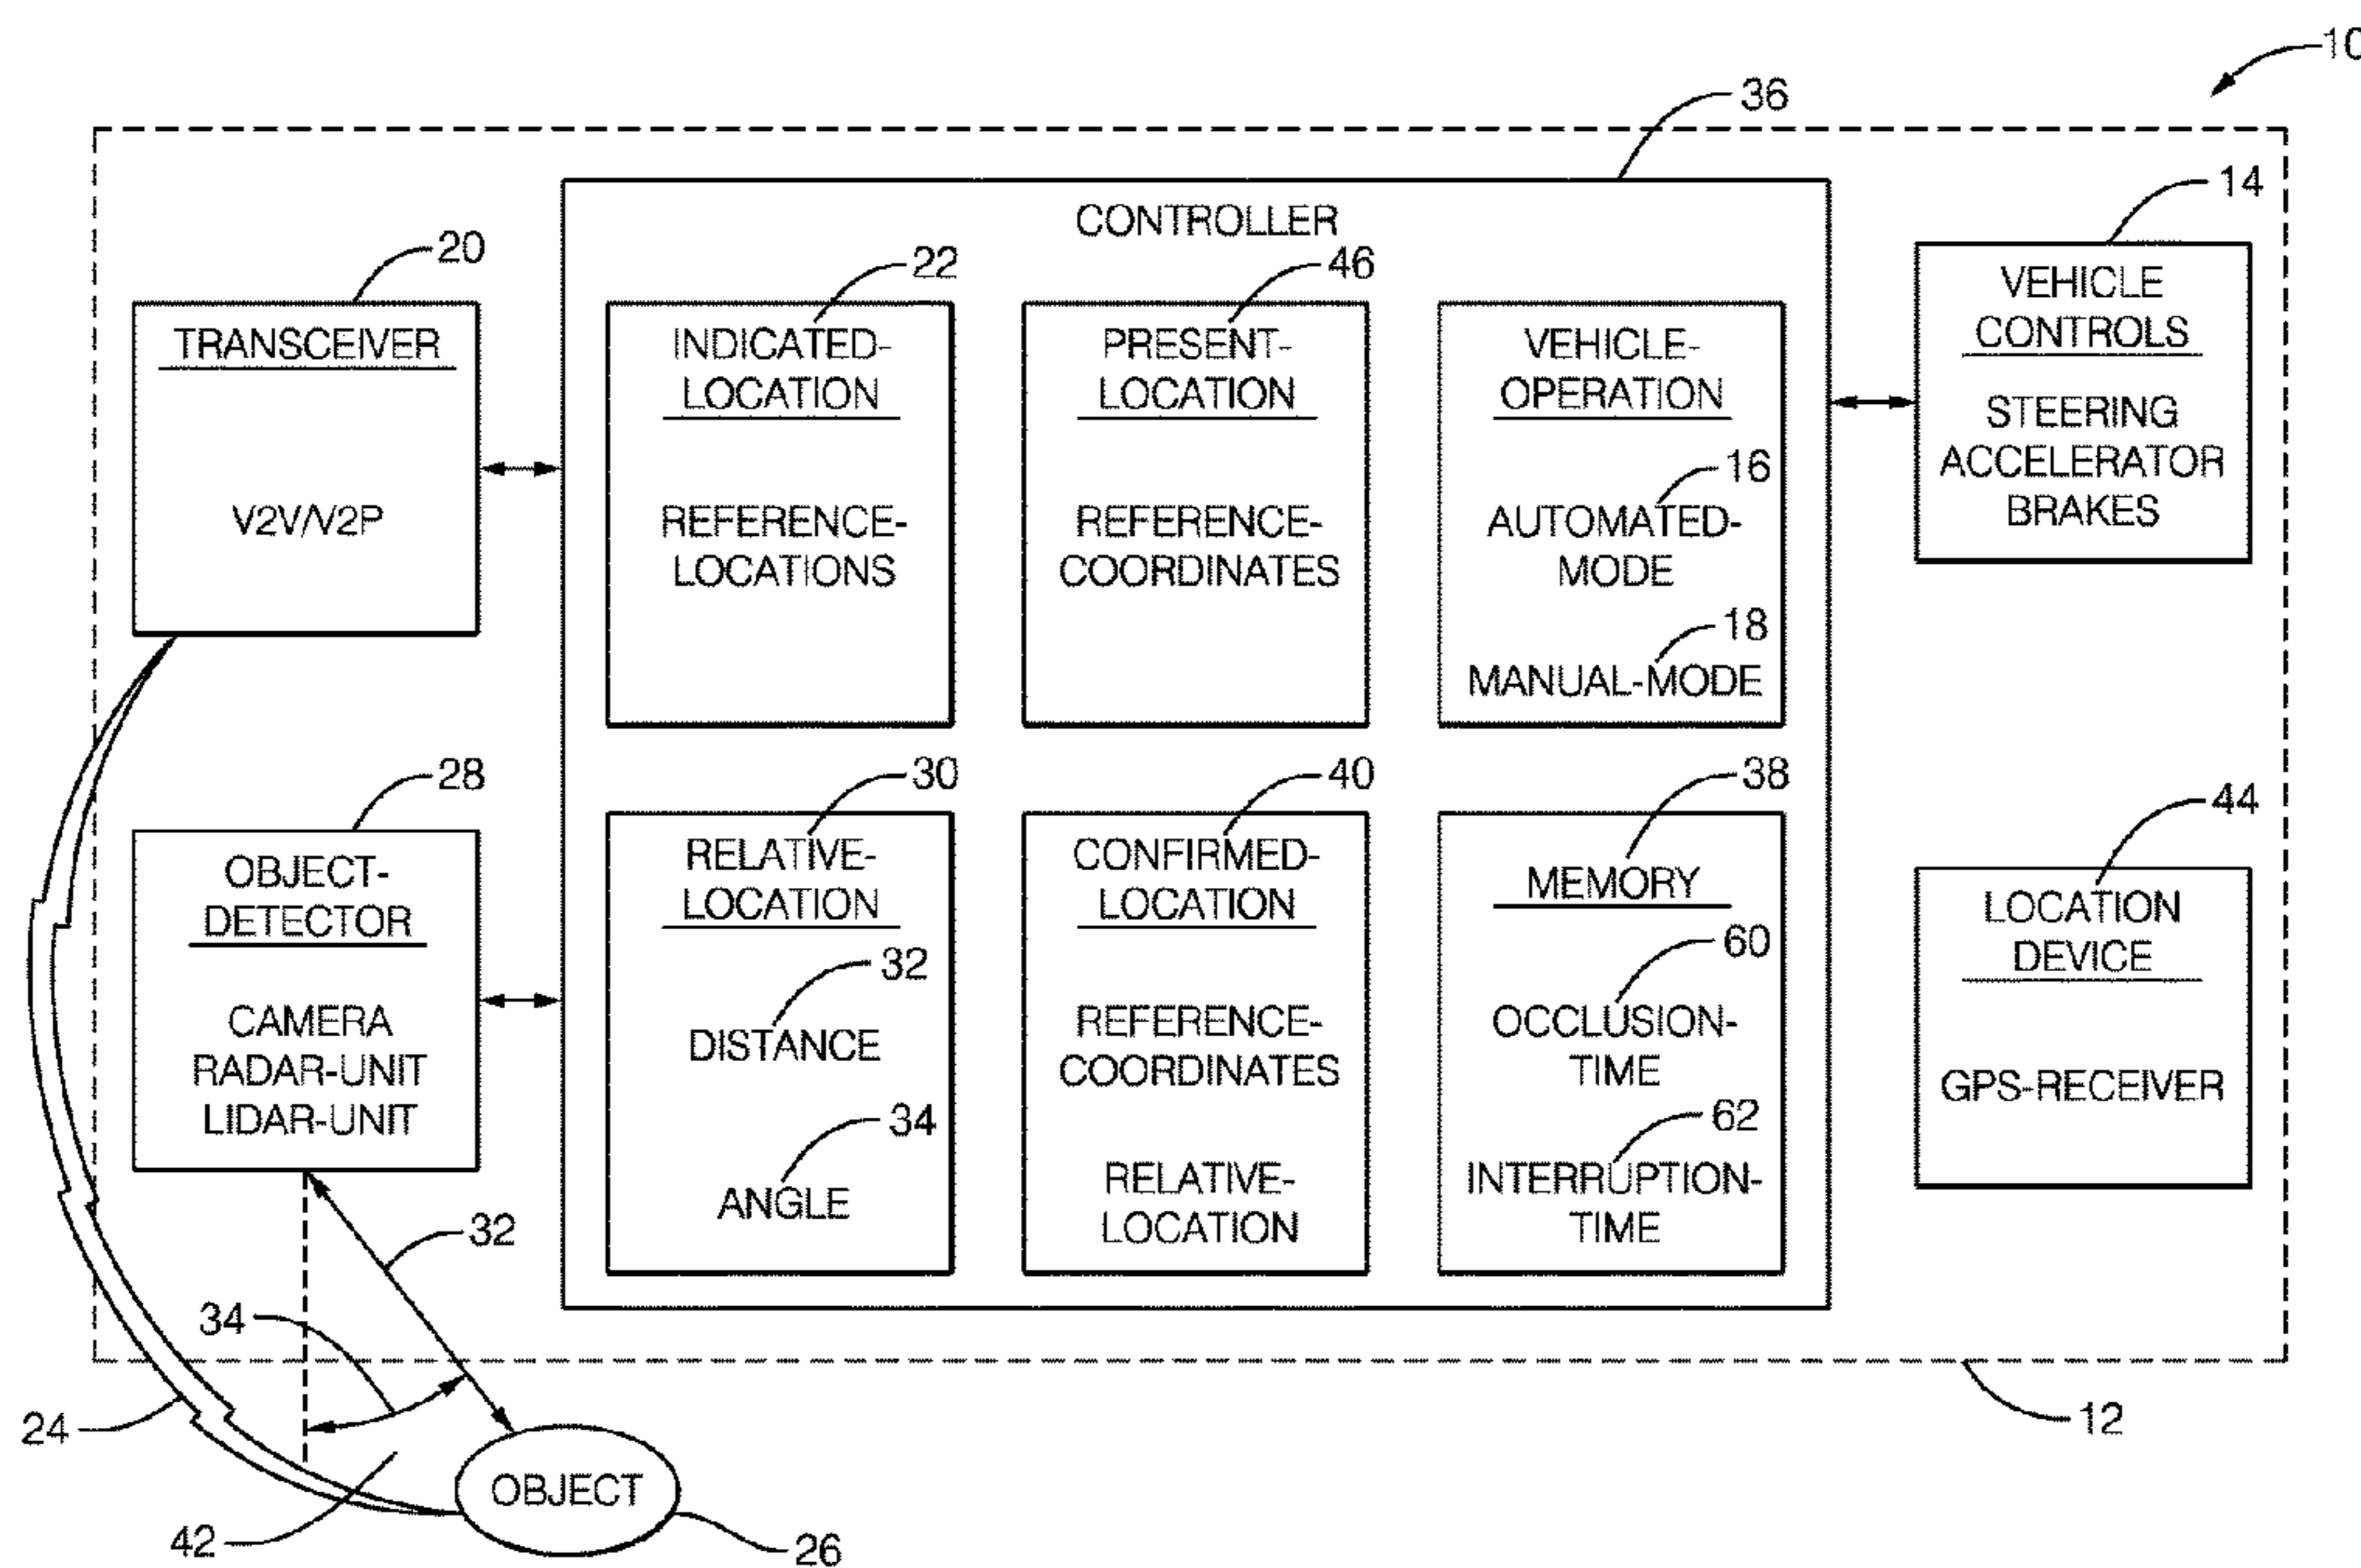 10
36
CONTROLLER
14
VEHICLE
CONTROLS
STEERING
ACCELERATOR
BRAKES
20
TRANSCEIVER
V2V/V2P
22
INDICATED-
LOCATION
REFERENCE-
LOCATIONS
46
PRESENT-
LOCATION
REFERENCE-
COORDINATES
VEHICLE-
OPERATION
16
AUTOMATED-
MODE
18
MANUAL-MODE
28
OBJECT-
DETECTOR
CAMERA
RADAR-UNIT
LIDAR-UNIT
30
RELATIVE-
LOCATION
32
DISTANCE
34
ANGLE
40
CONFIRMED-
LOCATION
REFERENCE-
COORDINATES
RELATIVE-
LOCATION
38
MEMORY
60
OCCLUSION-
TIME
62
INTERRUPTION-
TIME
44
LOCATION
DEVICE
GPS-RECEIVER
32
34
24
12
OBJECT
42
26